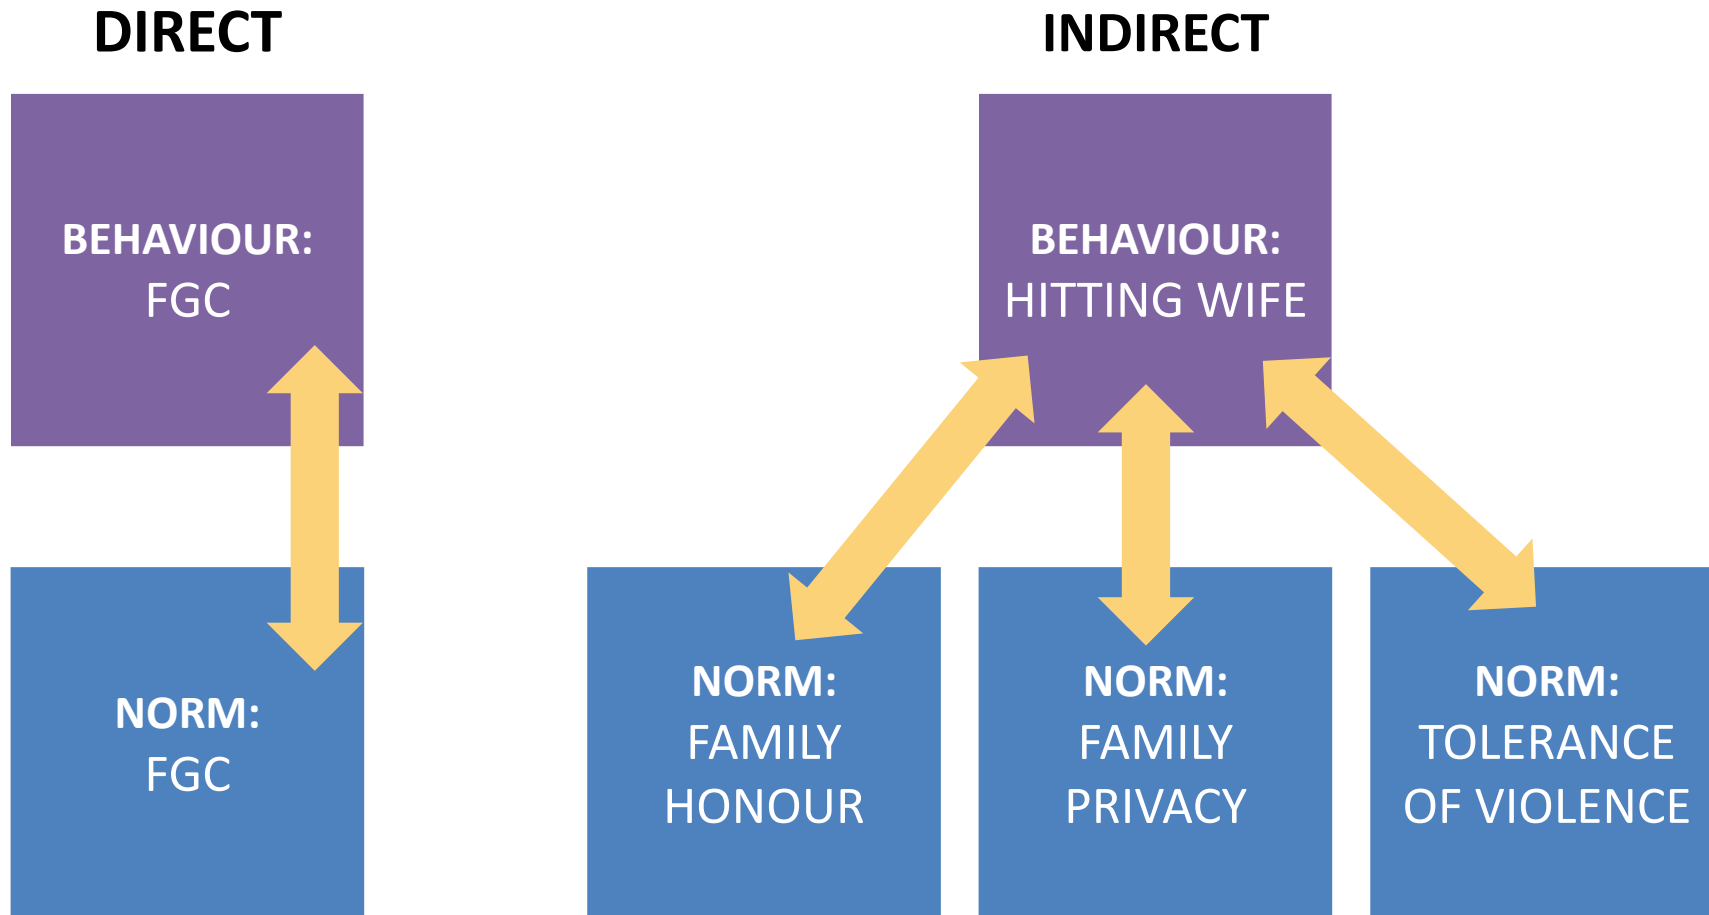 DIRECT
INDIRECT
BEHAVIOUR:
FGC
BEHAVIOUR:
HITTING WIFE
NORM:
FGC
NORM:
FAMILY
HONOUR
NORM:
FAMILY
PRIVACY
NORM:
TOLERANCE
OF VIOLENCE